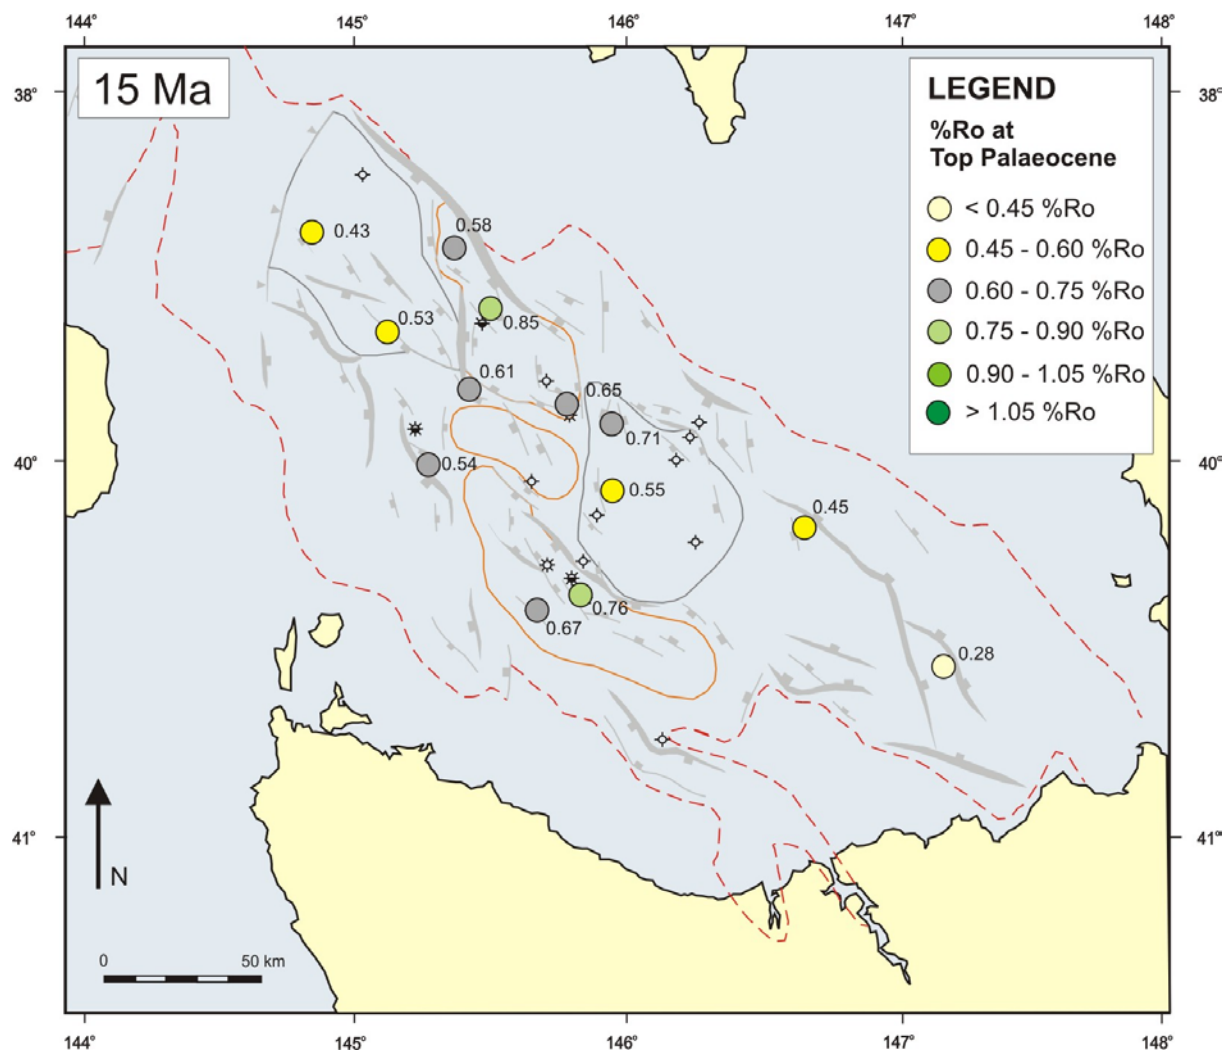 144° 145° 146° 147° 148°
15 Ma
38° 38°
LEGEND
%Ro at
Top Palaeocene
< 0.45 %Ro
0.45 - 0.60 %Ro
0.60 - 0.75 %Ro
0.75 - 0.90 %Ro
0.90 - 1.05 %Ro
> 1.05 %Ro
0.58
0.43
0.85
0.53
0.61
0.65
0.71
40° 40°
0.54
0.55
0.45
0.76
0.67
0.28
41° 41°
N
0 50 km
144° 145° 146° 147° 148°